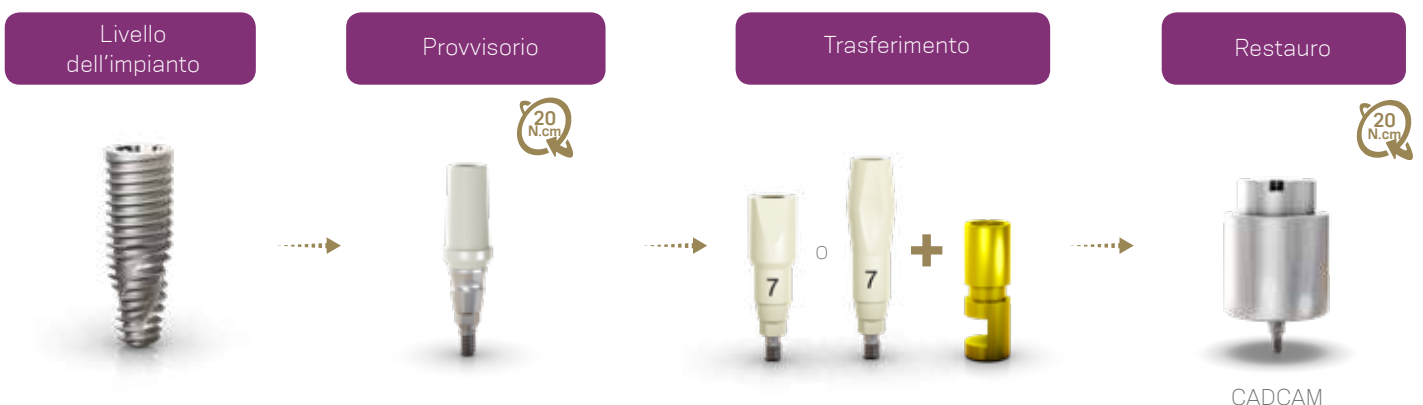 Livello
dell'impianto
Provvisorio
Trasferimento
Restauro
20
N.cm
20
N.cm
7
o
7
CADCAM